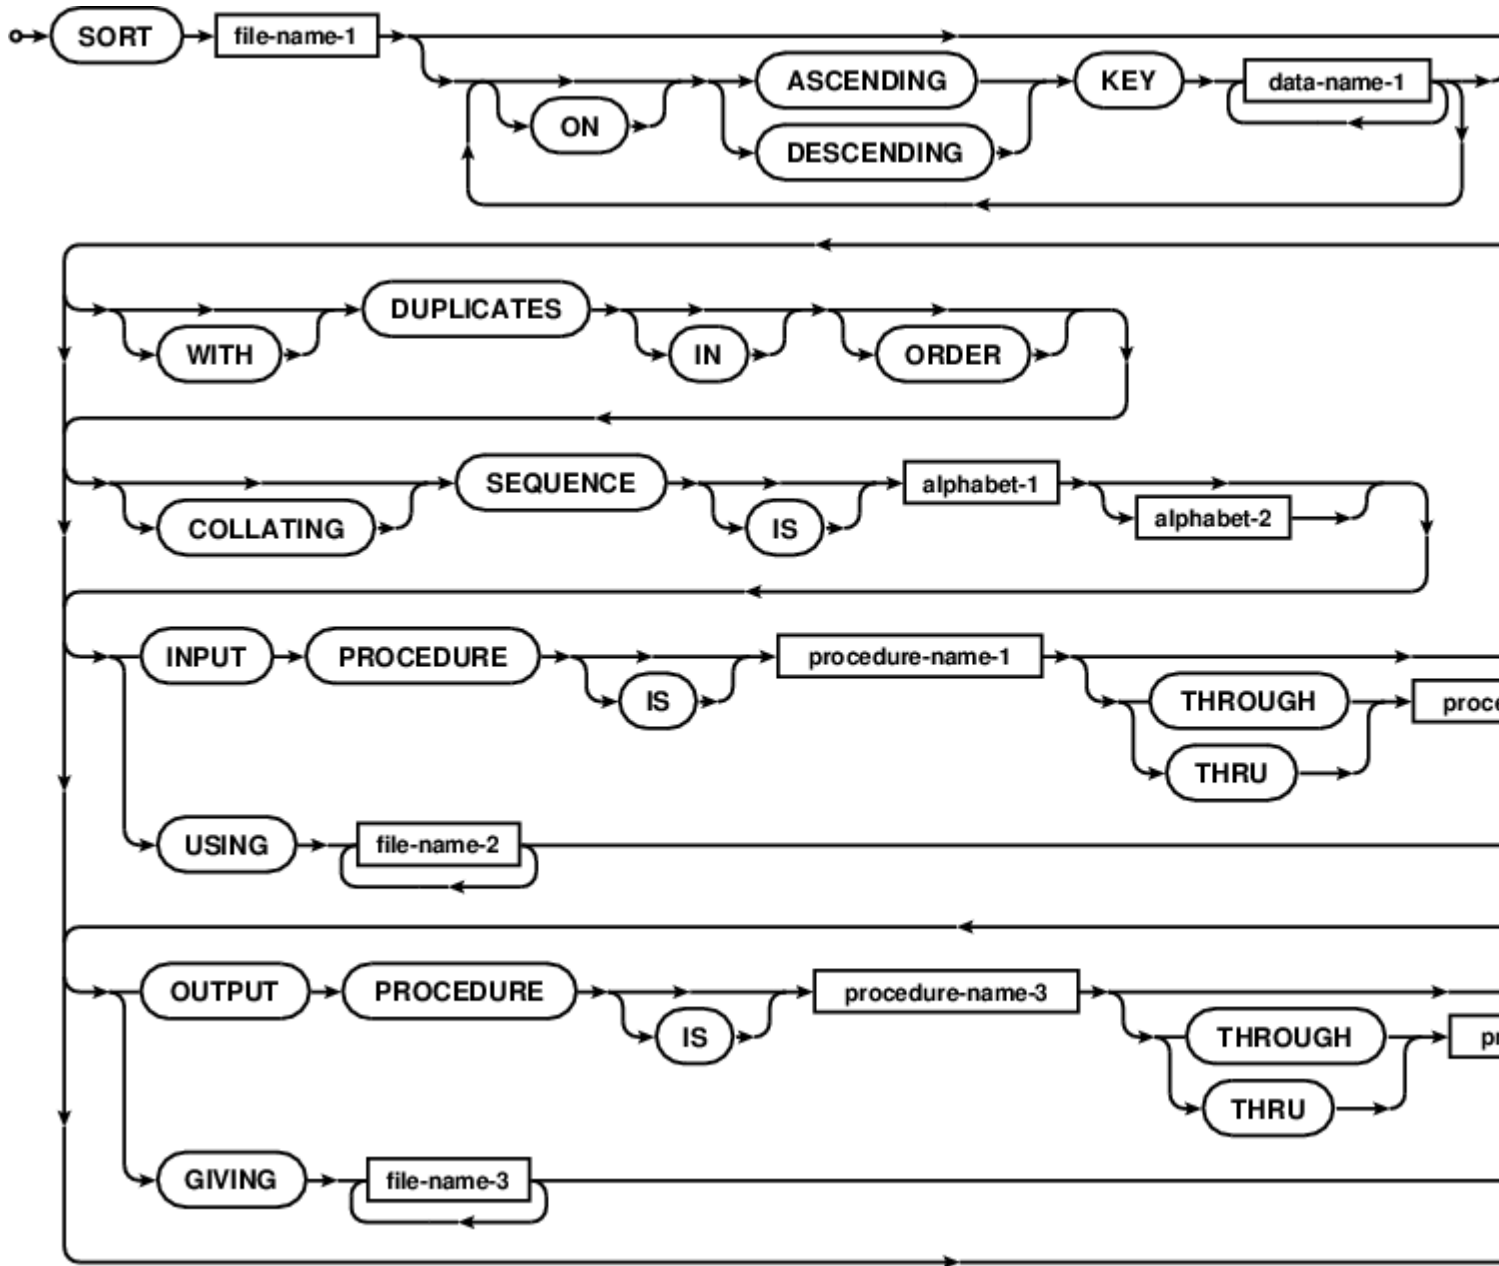 SORT file-name-1
ASCENDING KEY data-name-1
ON
DESCENDING
DUPLICATES
WITH IN ORDER
SEQUENCE alphabet-1
COLLATING IS alphabet-2
INPUT PROCEDURE procedure-name-1
IS THROUGH proce
THRU
USING file-name-2
OUTPUT PROCEDURE procedure-name-3
IS THROUGH pr
THRU
GIVING file-name-3